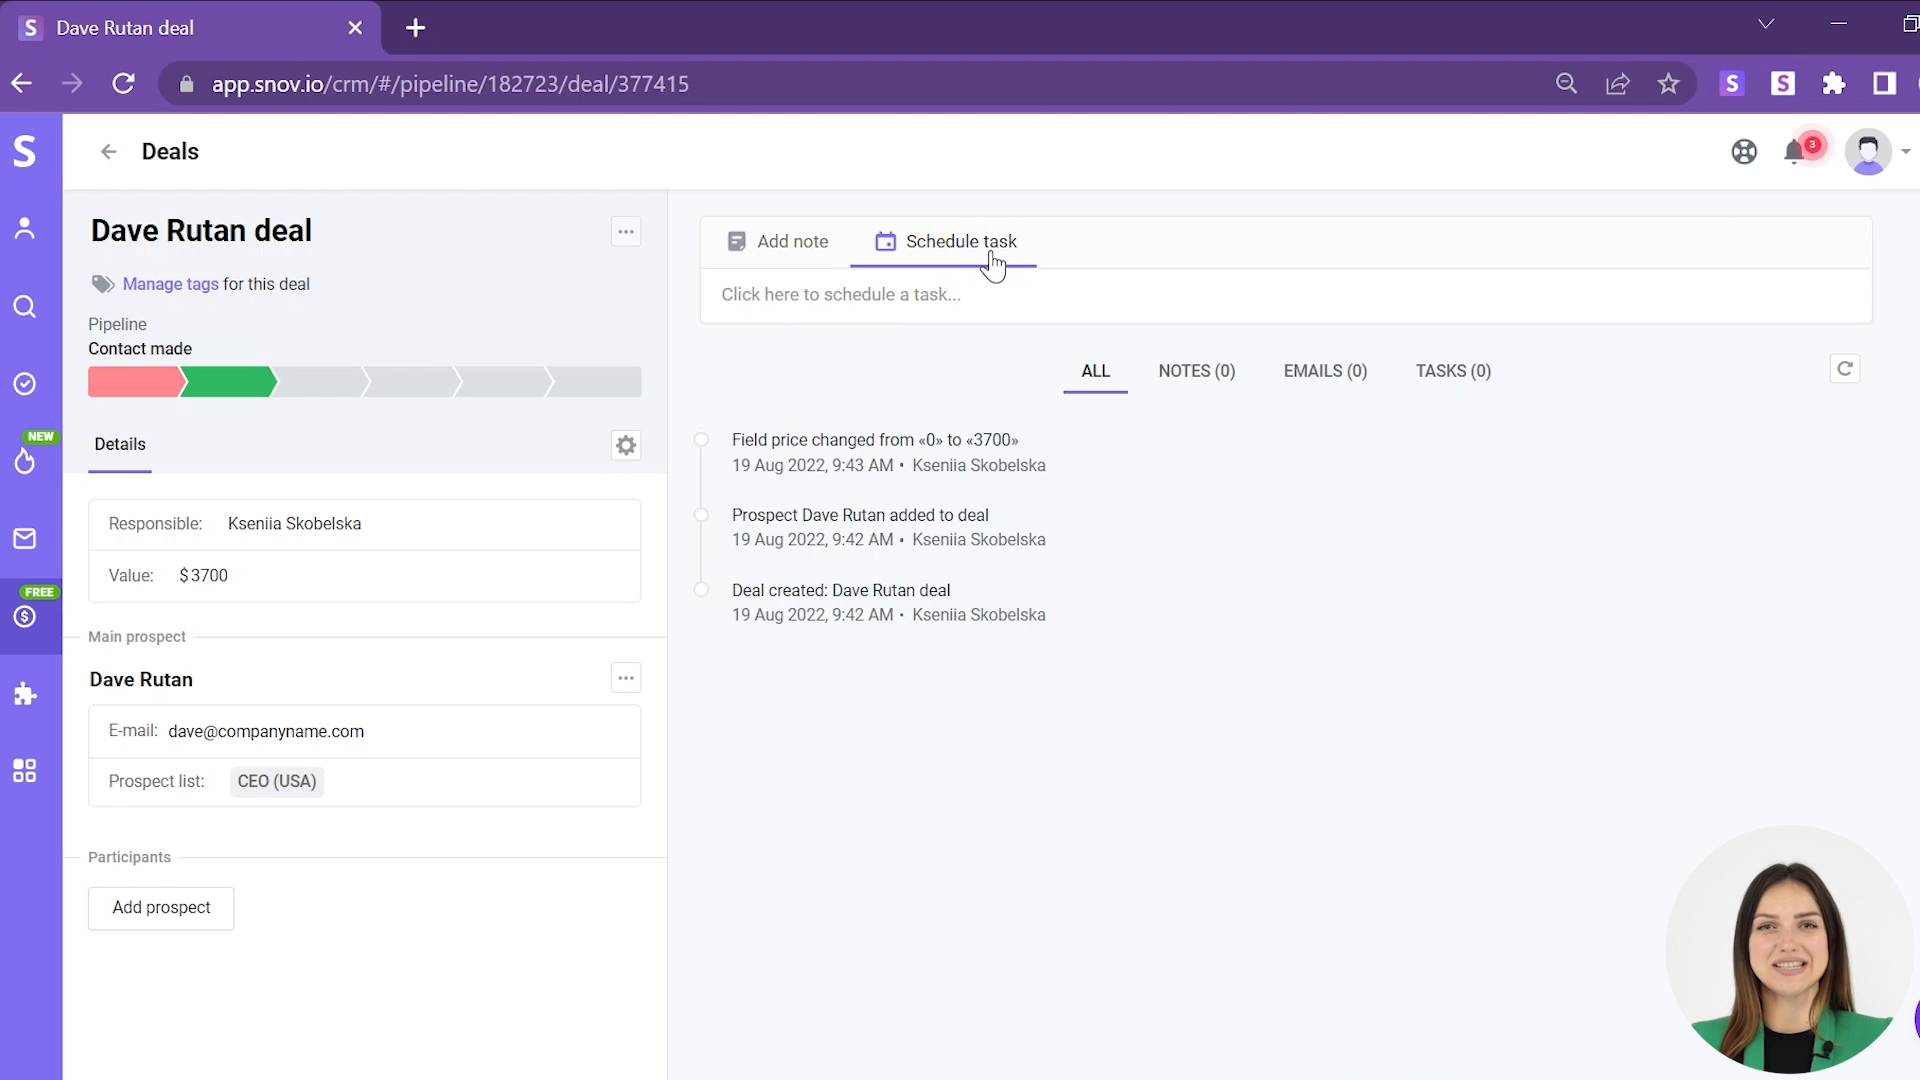 S Dave Rutan deal
app.snov.io/crm/#/pipeline/182723/deal/377415
S S
S
Deals
3
Dave Rutan deal
Manage tags for this deal
Pipeline
Contact made
Details
Responsible: Kseniia Skobelska
Value: $3700
Main prospect
Dave Rutan
E-mail: dave@companyname.com
Prospect list: CEO (USA)
Participants
Add prospect
NEW
FREE
Add note Schedule task
Click here to schedule a task...
ALL NOTES (0) EMAILS (0) TASKS (0)
Field price changed from «0» to «3700»
19 Aug 2022, 9:43 AM • Kseniia Skobelska
Prospect Dave Rutan added to deal
19 Aug 2022, 9:42 AM • Kseniia Skobelska
Deal created: Dave Rutan deal
19 Aug 2022, 9:42 AM • Kseniia Skobelska